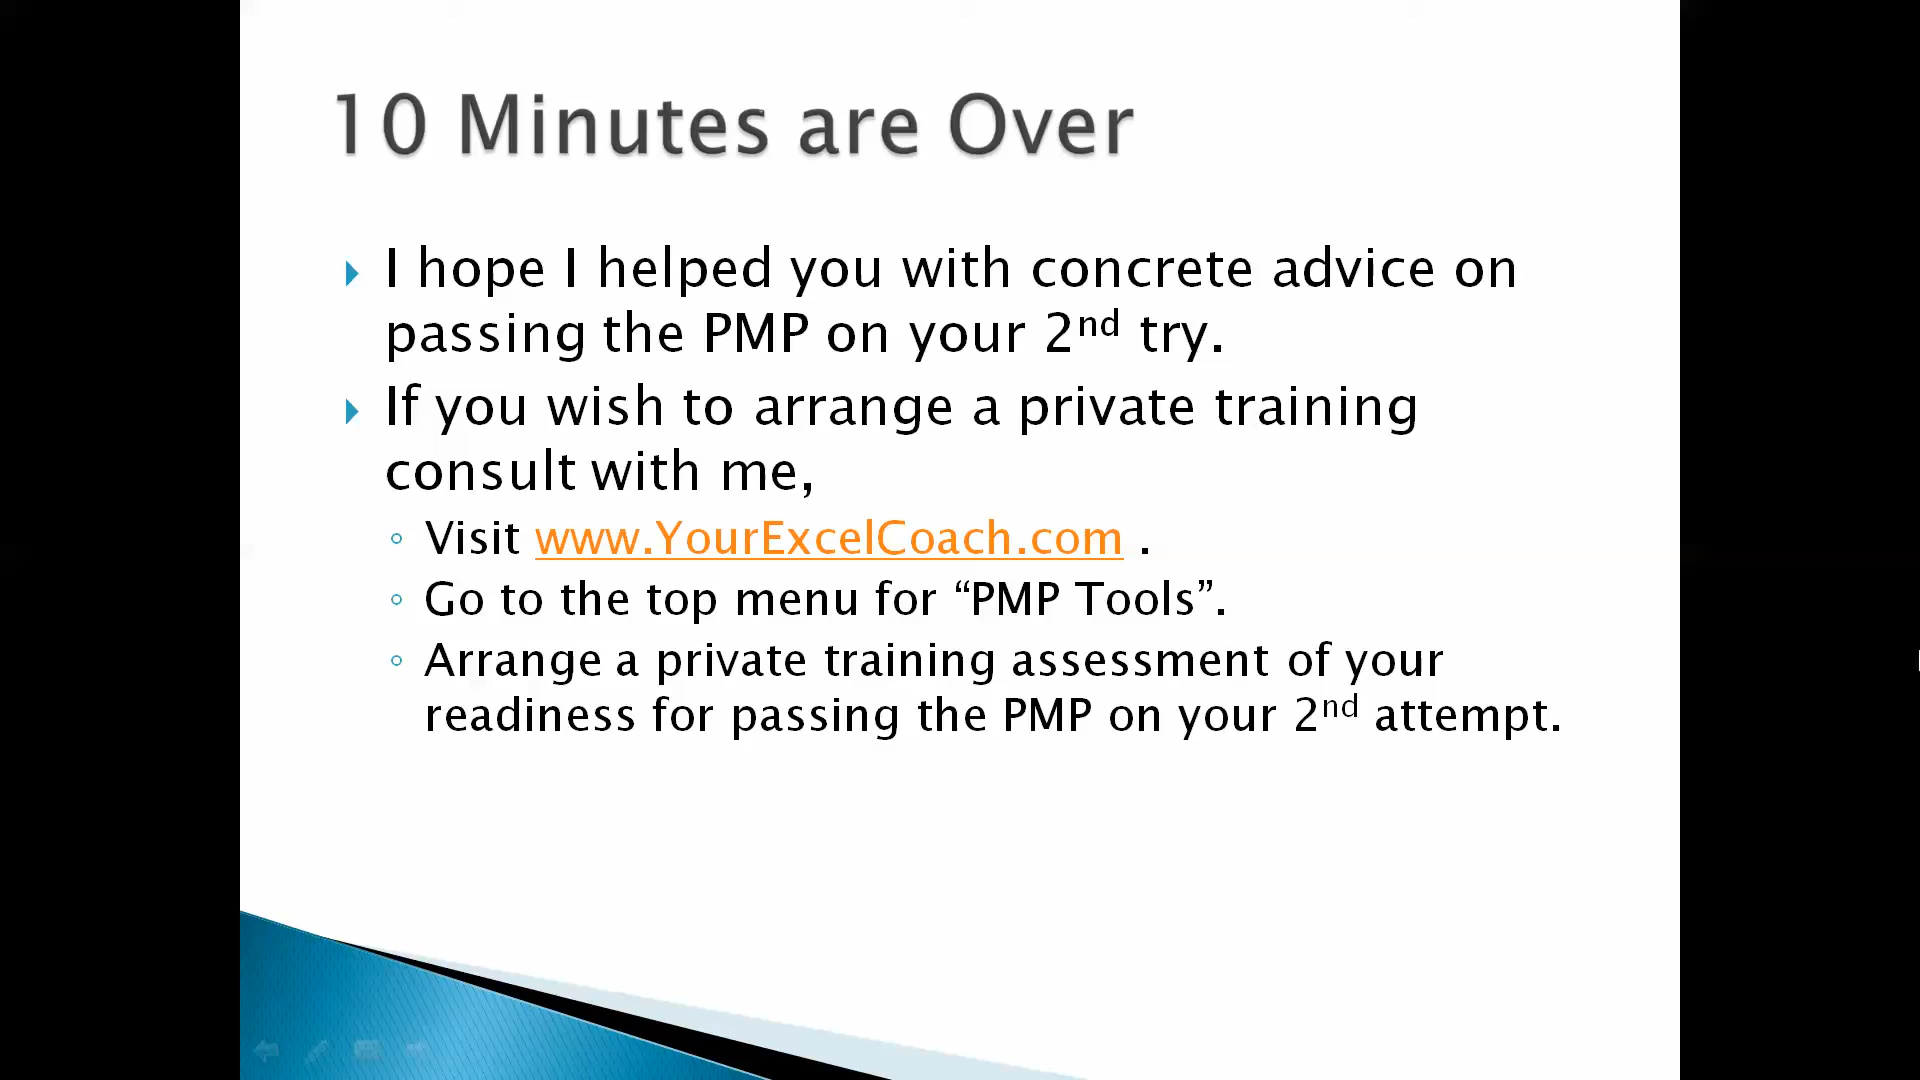 10 Minutes are Over
I hope I helped you with concrete advice on
passing the PMP on your 2nd try.
If you wish to arrange a private training
consult with me,
Visit www.YourExcelCoach.com .
Go to the top menu for “PMP Tools”.
Arrange a private training assessment of your
readiness for passing the PMP on your 2nd attempt.